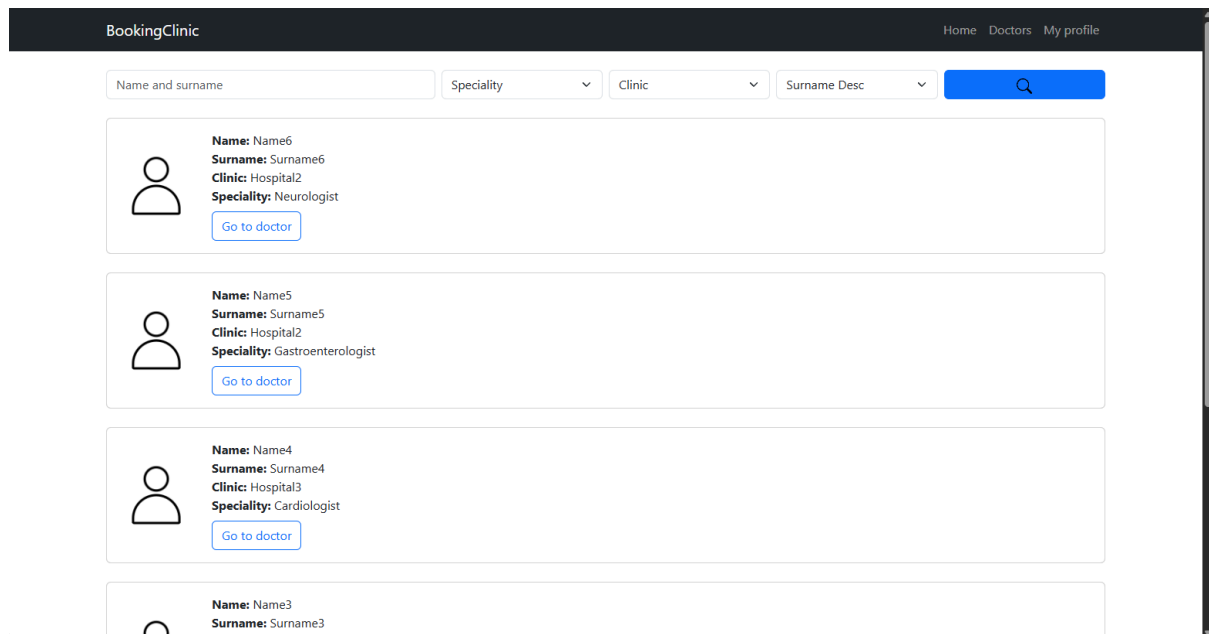 BookingClinic Home Doctors My profile
Name and surname Speciality Clinic Surname Desc
Name: Name6
Surname: Surname6
Clinic: Hospital2
Speciality: Neurologist
Go to doctor
Name: Name5
Surname: Surname5
Clinic: Hospital2
Speciality: Gastroenterologist
Go to doctor
Name: Name4
Surname: Surname4
Clinic: Hospital3
Speciality: Cardiologist
Go to doctor
Name: Name3
Surname: Surname3